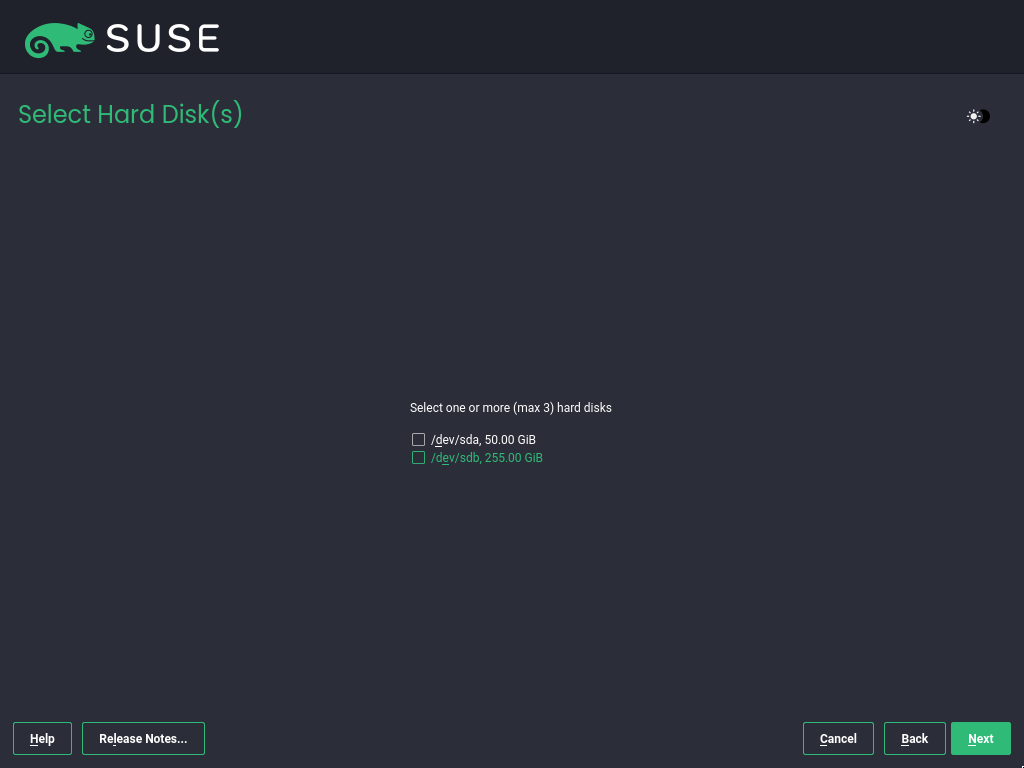 SUSE
Select Hard Disk(s)
Select one or more (max 3) hard disks
/dev/sda, 50.00 GiB
/dev/sdb, 255.00 GiB
Help
Release Notes...
Cancel
Back
Next